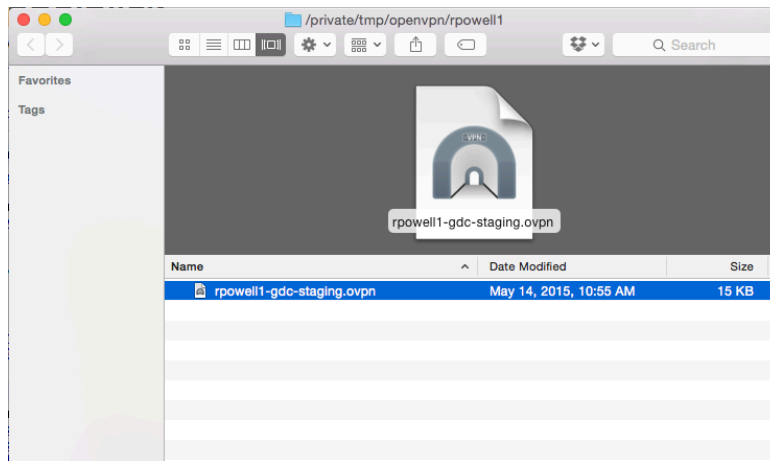 /private/tmp/openvpn/rpowell1
Search
Favorites
Tags
VPN
rpowell1-gdc-staging.ovpn
Name Date Modified Size
rpowell1-gdc-staging.ovpn May 14, 2015, 10:55 AM 15 KB